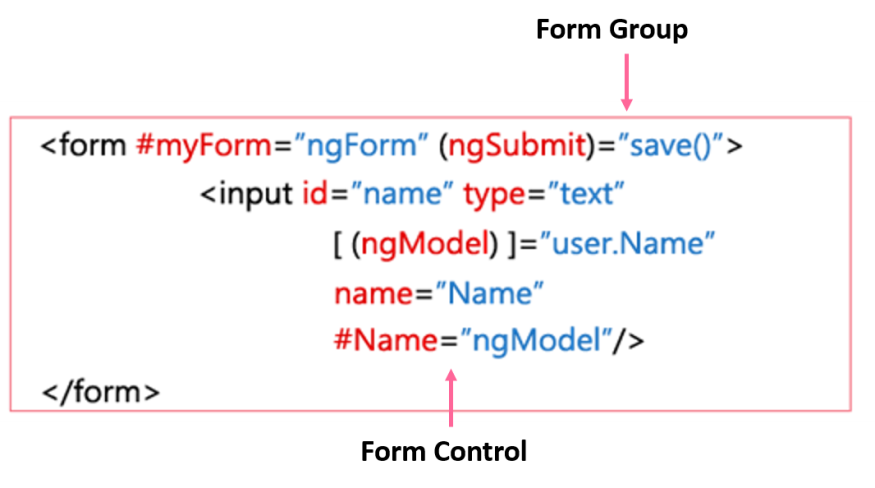 Form Group
<form #myForm="ngForm" (ngSubmit)="save()">
<input id="name" type="text"
[ (ngModel) ]="user.Name"
name="Name"
#Name="ngModel"/>
</form>
Form Control